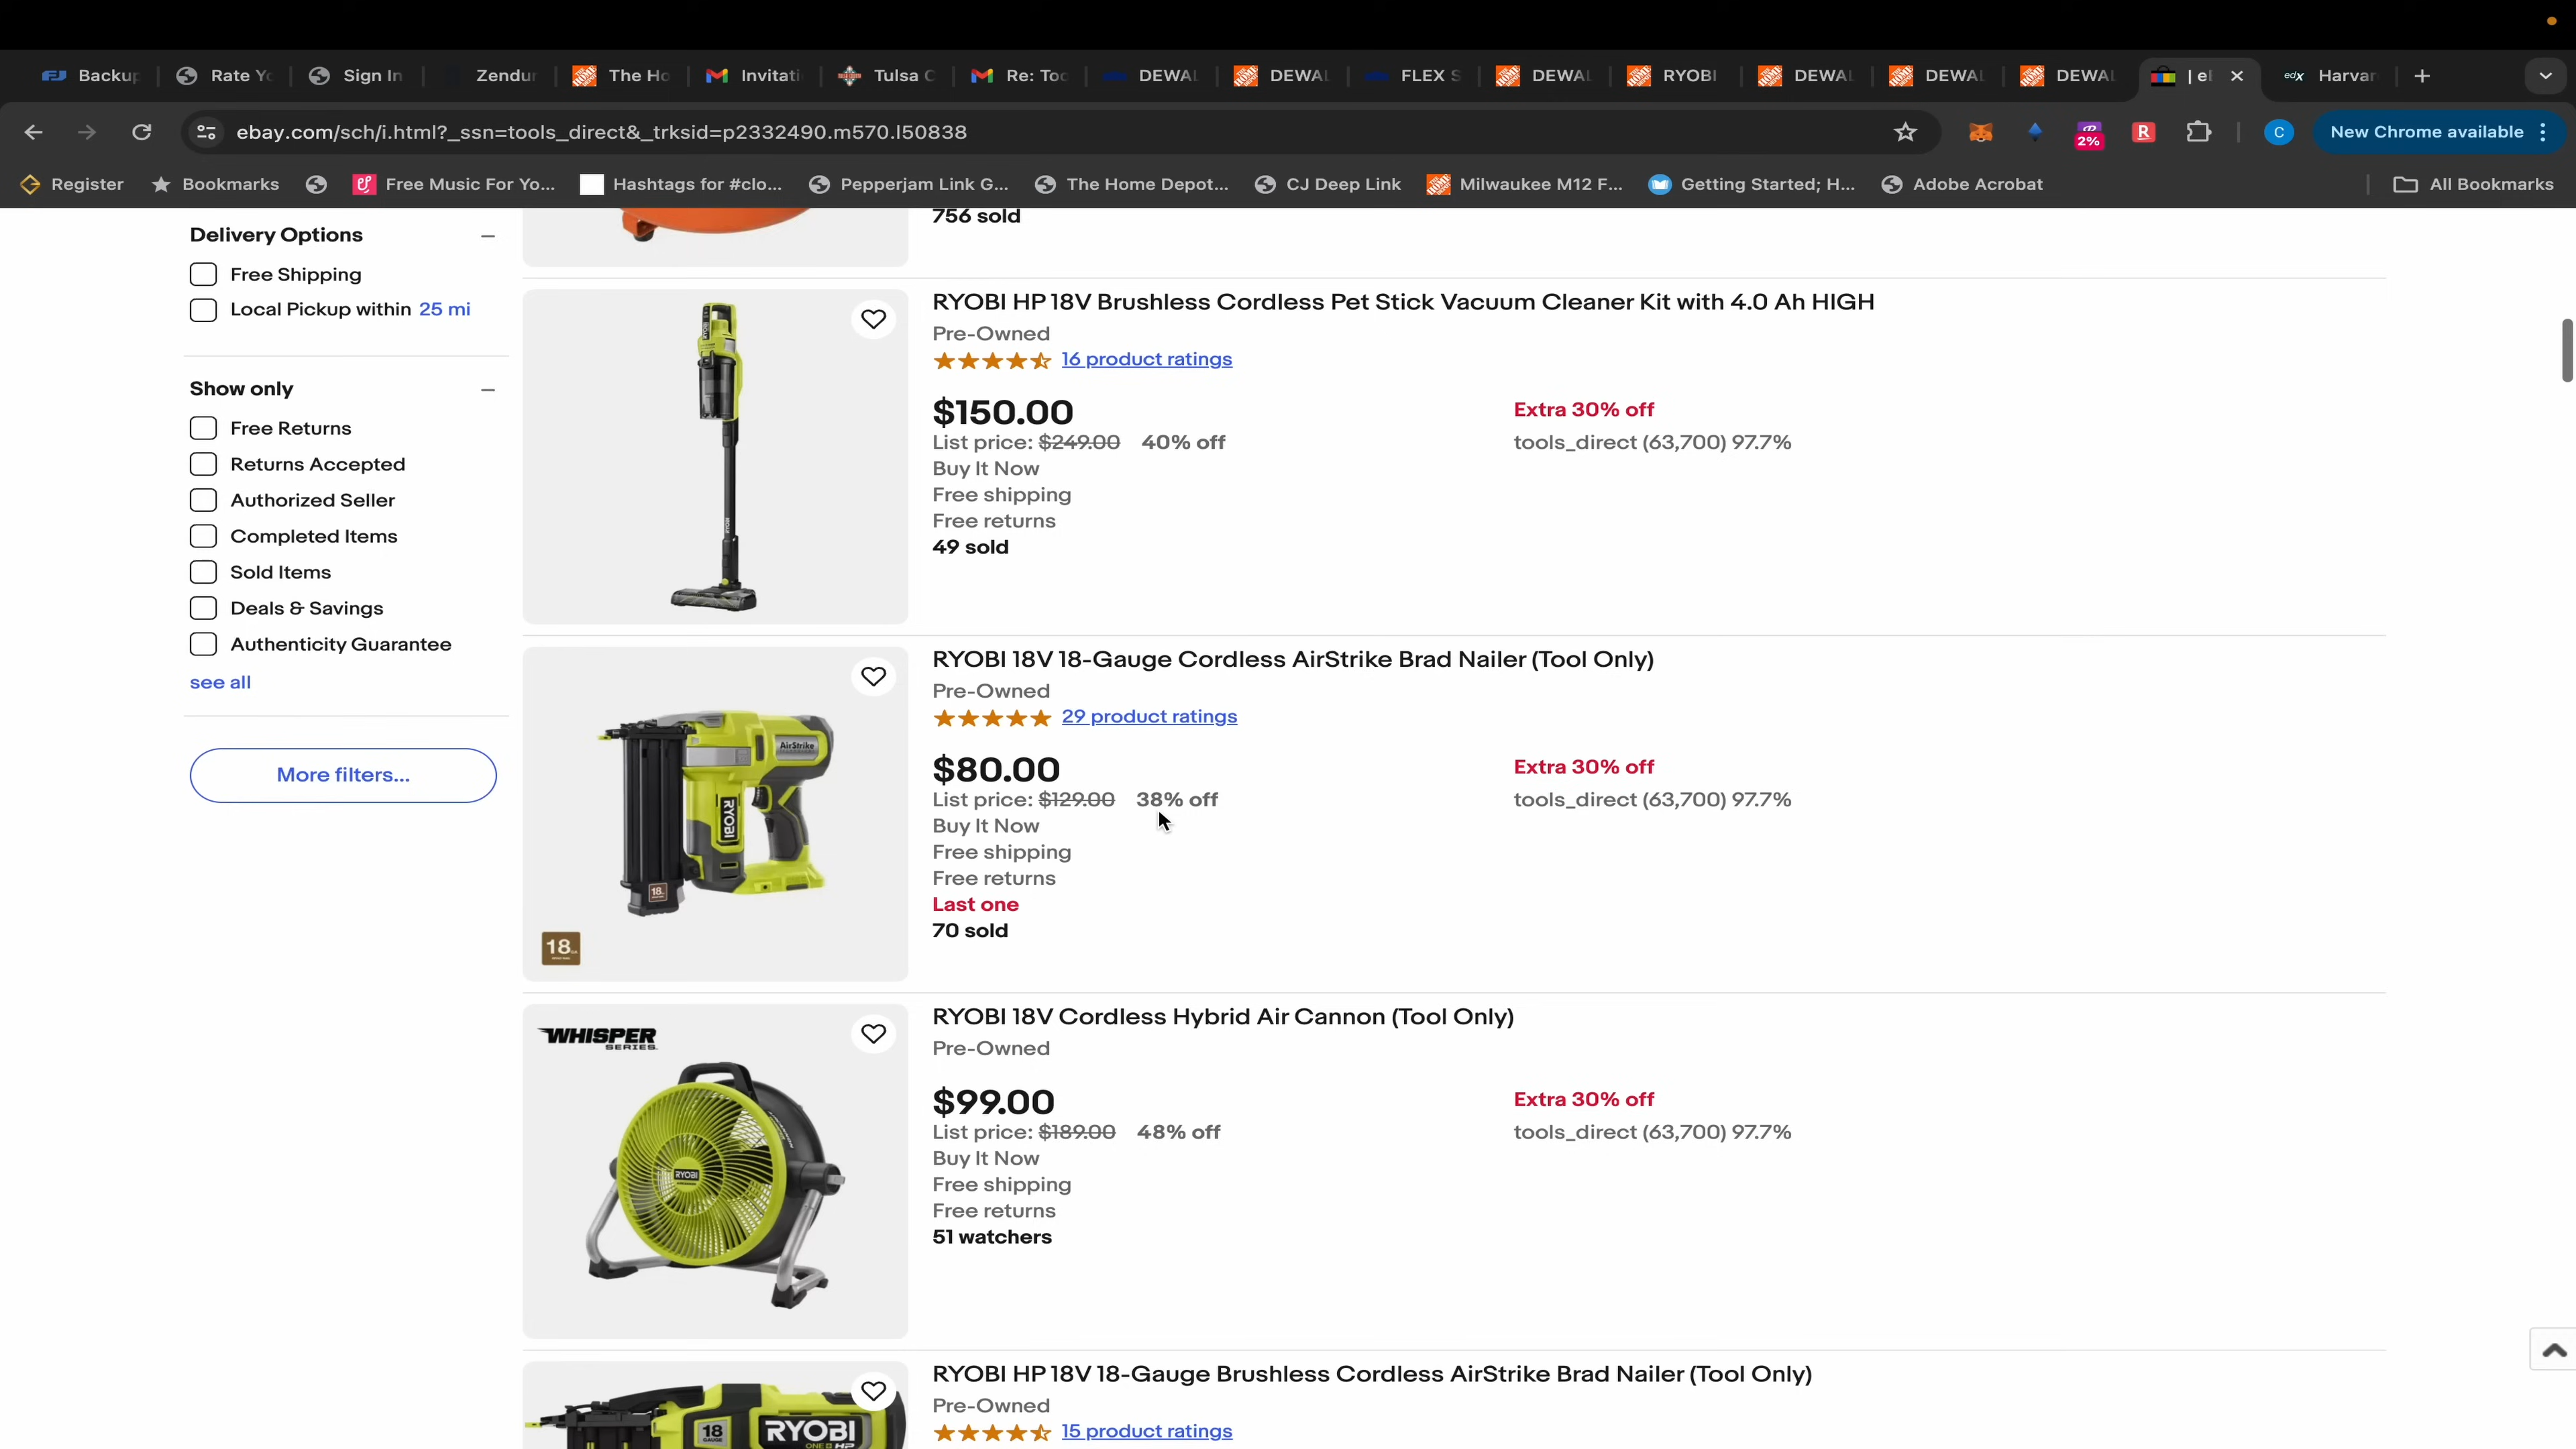 Backup
Rate Yo
Sign In
Zendur
The Ho
Invitati
Tulsa C
Re: Too
DEWAL
DEWAL
FLEX S
DEWAL
RYOBI
DEWAL
DEWAL
DEWAL
| el
edx
Harvar
ebay.com/sch/i.html?_ssn=tools_direct&_trksid=p2332490.m570.l50838
2%
R
C
New Chrome available
Register
Bookmarks
Free Music For Yo...
Hashtags for #clo...
Pepperjam Link G...
The Home Depot...
CJ Deep Link
Milwaukee M12 F...
Getting Started; H...
Adobe Acrobat
All Bookmarks
Delivery Options
Free Shipping
Local Pickup within 25 mi
Show only
Free Returns
Returns Accepted
Authorized Seller
Completed Items
Sold Items
Deals & Savings
Authenticity Guarantee
see all
More filters...
756 sold
RYOBI HP 18V Brushless Cordless Pet Stick Vacuum Cleaner Kit with 4.0 Ah HIGH
Pre-Owned
16 product ratings
$150.00
Extra 30% off
List price: $249.00 40% off
tools_direct (63,700) 97.7%
Buy It Now
Free shipping
Free returns
49 sold
AirStrike
RYOBI
18
RYOBI 18V 18-Gauge Cordless AirStrike Brad Nailer (Tool Only)
Pre-Owned
29 product ratings
$80.00
Extra 30% off
List price: $129.00 38% off
tools_direct (63,700) 97.7%
Buy It Now
Free shipping
Free returns
Last one
70 sold
WHISPER
SERIES
RYOBI
RYOBI 18V Cordless Hybrid Air Cannon (Tool Only)
Pre-Owned
$99.00
Extra 30% off
List price: $189.00 48% off
tools_direct (63,700) 97.7%
Buy It Now
Free shipping
Free returns
51 watchers
18
GAUGE
RYOBI
ONE+ HP
RYOBI HP 18V 18-Gauge Brushless Cordless AirStrike Brad Nailer (Tool Only)
Pre-Owned
15 product ratings